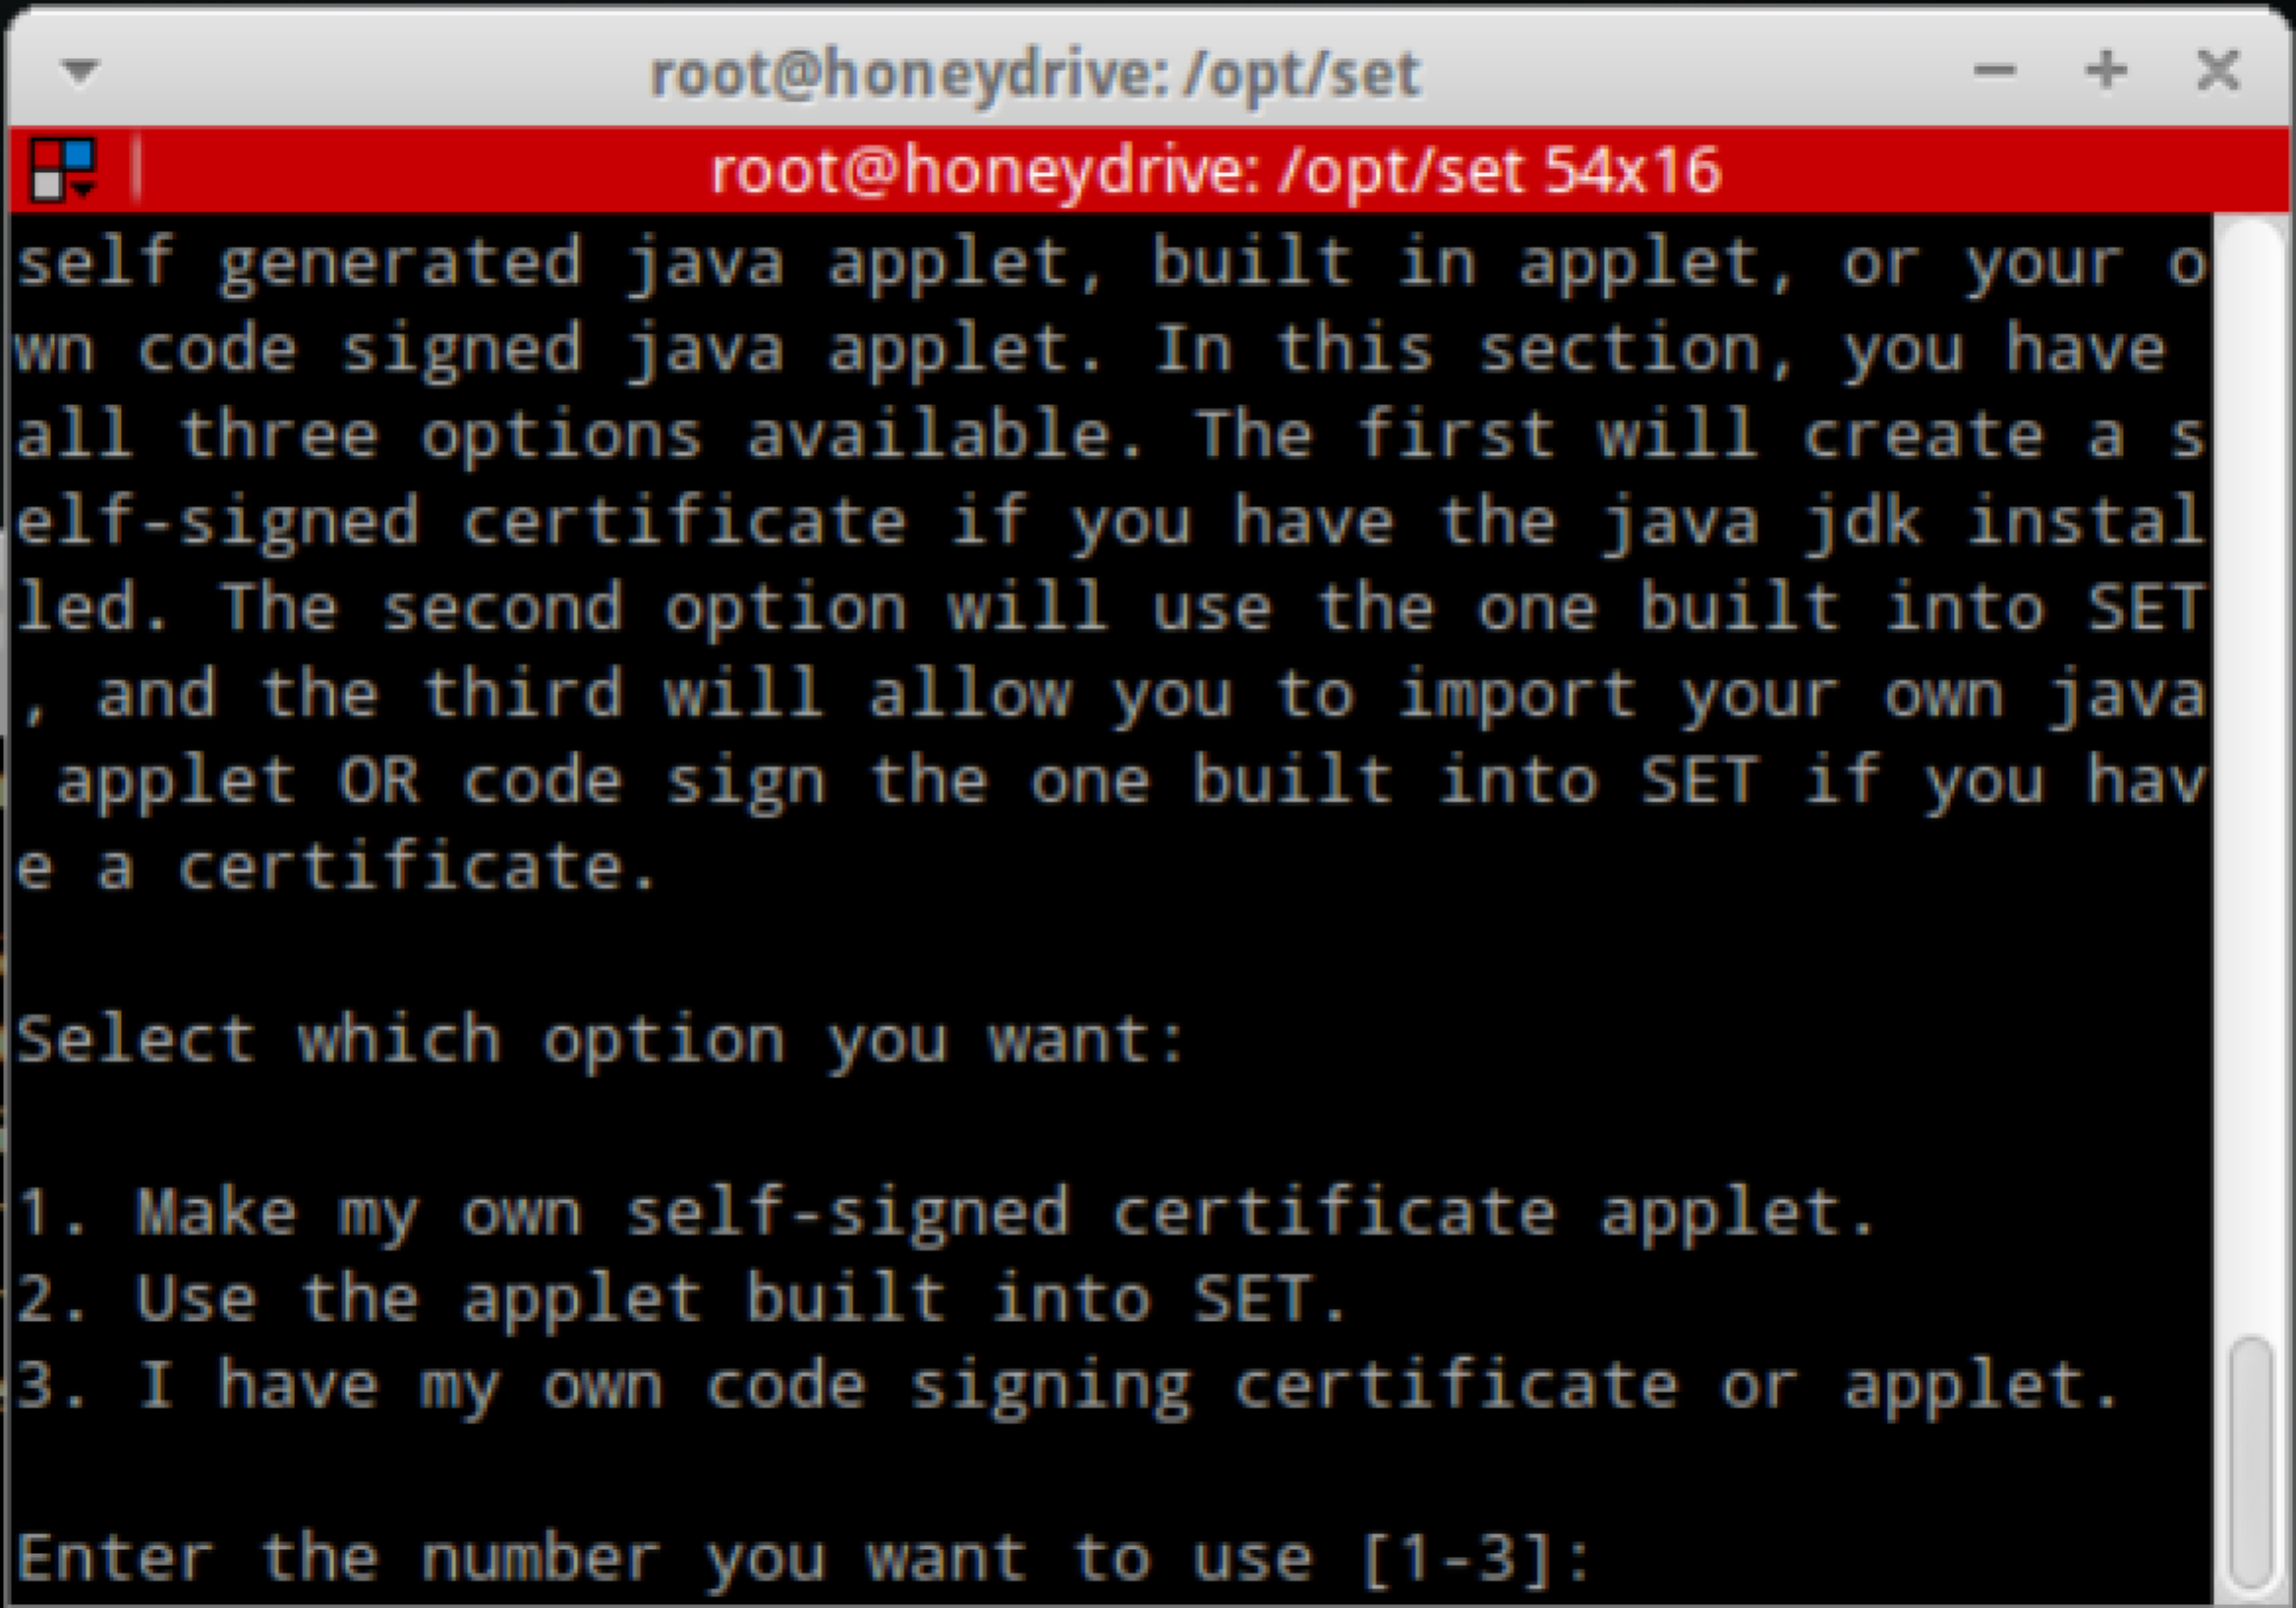 root@honeydrive: /opt/set
root@honeydrive: /opt/set 54x16
self generated java applet, built in applet, or your o
wn code signed java applet. In this section, you have
all three options available. The first will create a s
elf-signed certificate if you have the java jdk instal
led. The second option will use the one built into SET
, and the third will allow you to import your own java
 applet OR code sign the one built into SET if you hav
e a certificate.
Select which option you want:
1. Make my own self-signed certificate applet.
2. Use the applet built into SET.
3. I have my own code signing certificate or applet.
Enter the number you want to use [1-3]: